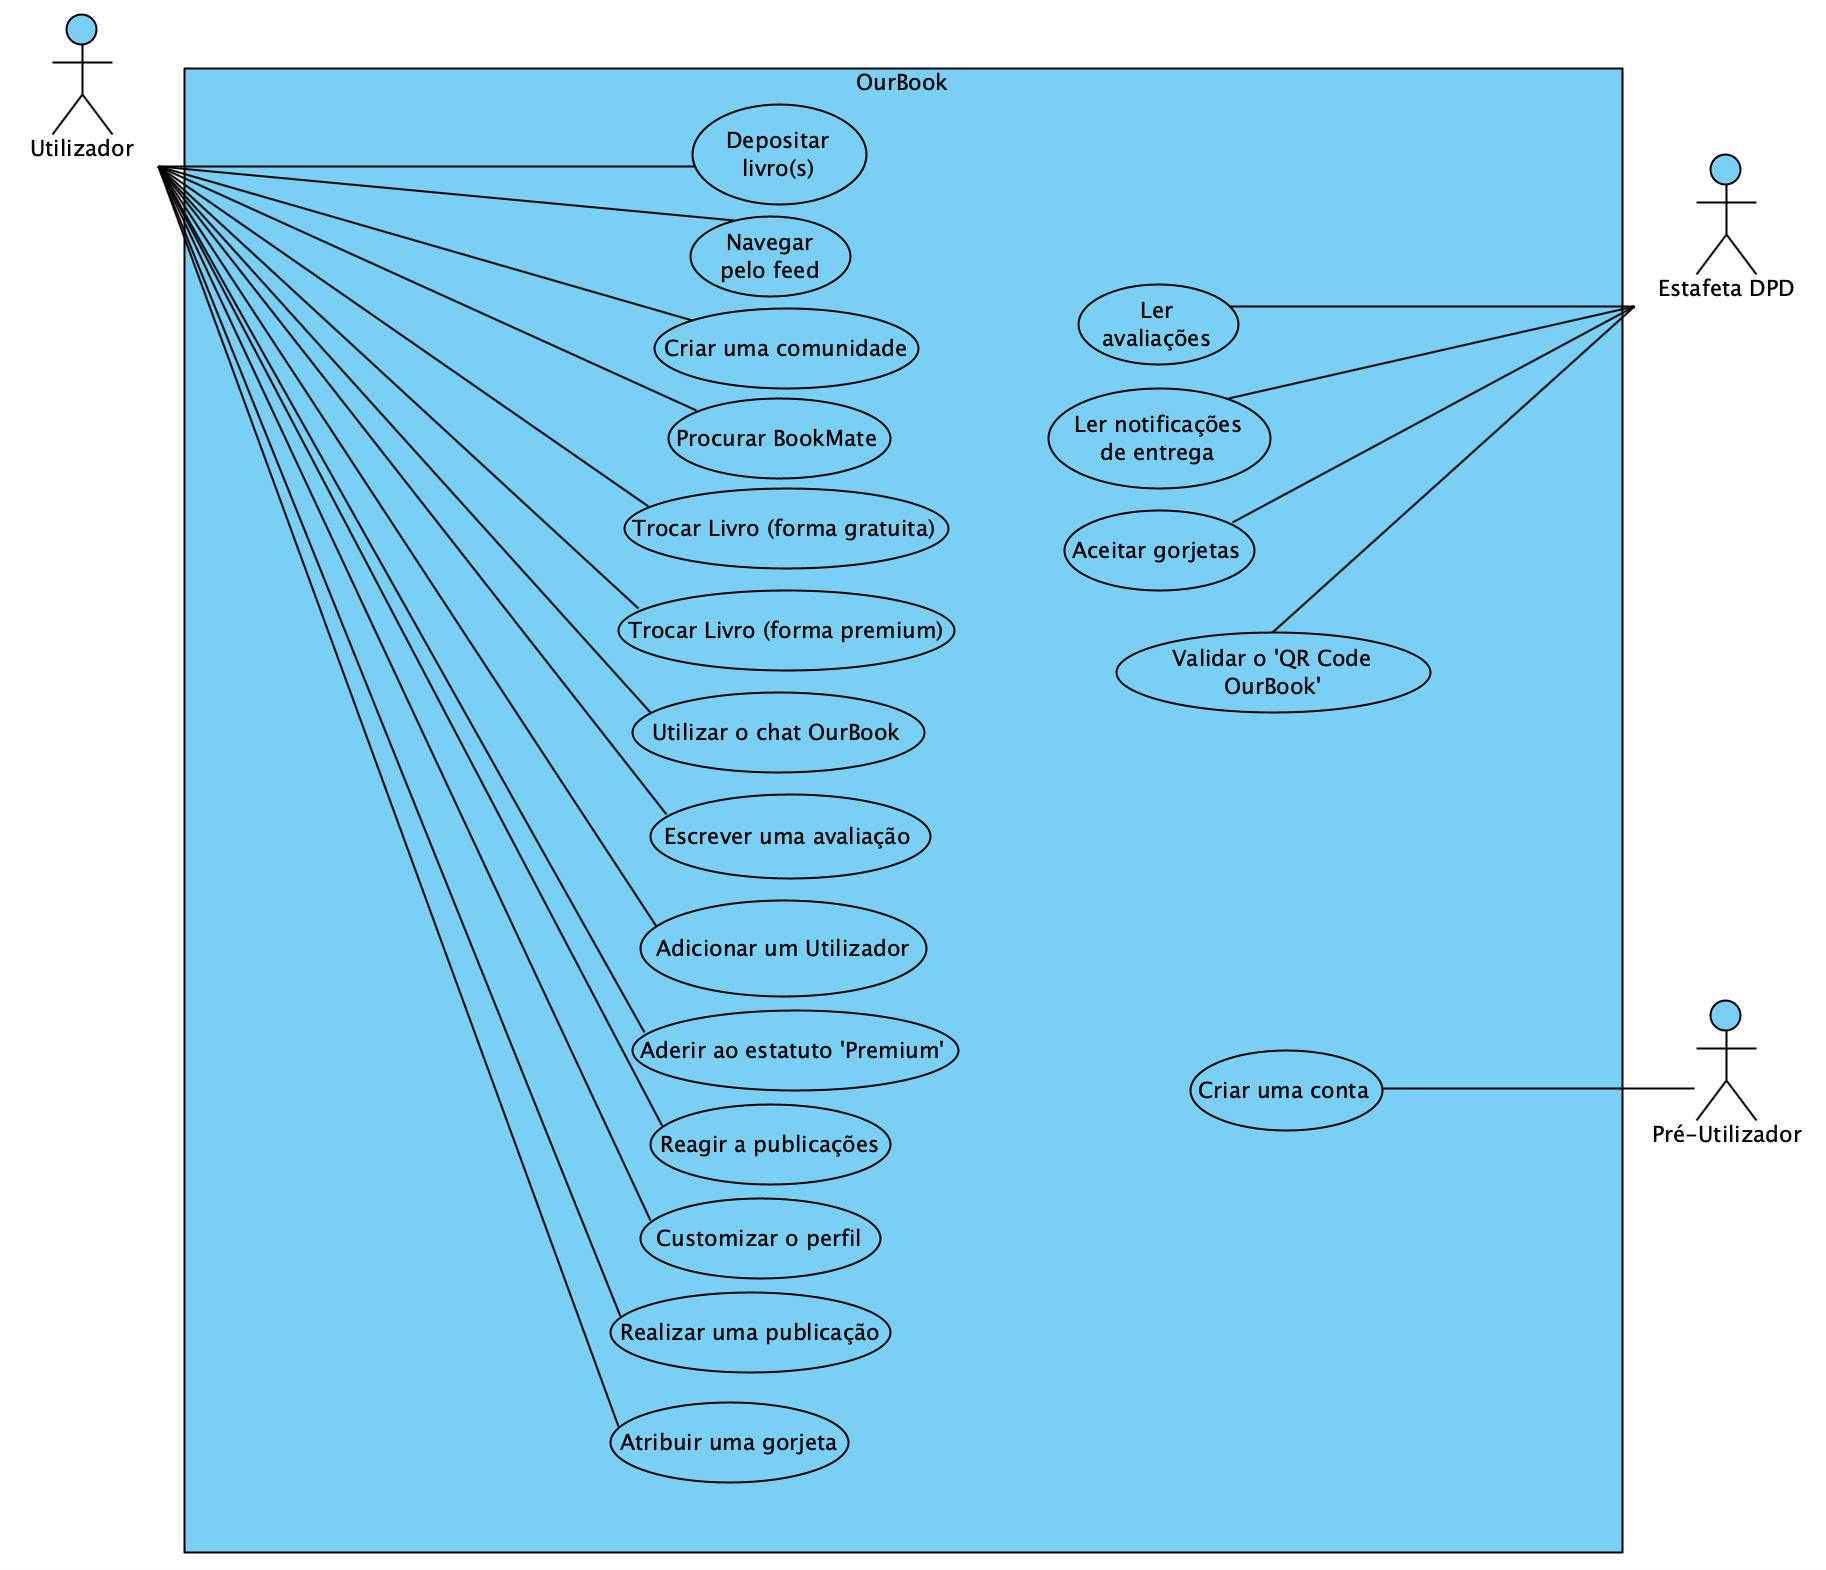 OurBook
Utilizador
Depositar
livro(s)
Navegar
pelo feed
Criar uma comunidade
Procurar BookMate
Trocar Livro (forma gratuita)
Trocar Livro (forma premium)
Utilizar o chat OurBook
Escrever uma avaliação
Adicionar um Utilizador
Aderir ao estatuto 'Premium'
Reagir a publicações
Customizar o perfil
Realizar uma publicação
Atribuir uma gorjeta
Estafeta DPD
Ler
avaliações
Ler notificações
de entrega
Aceitar gorjetas
Validar o 'QR Code
OurBook'
Criar uma conta
Pré-Utilizador